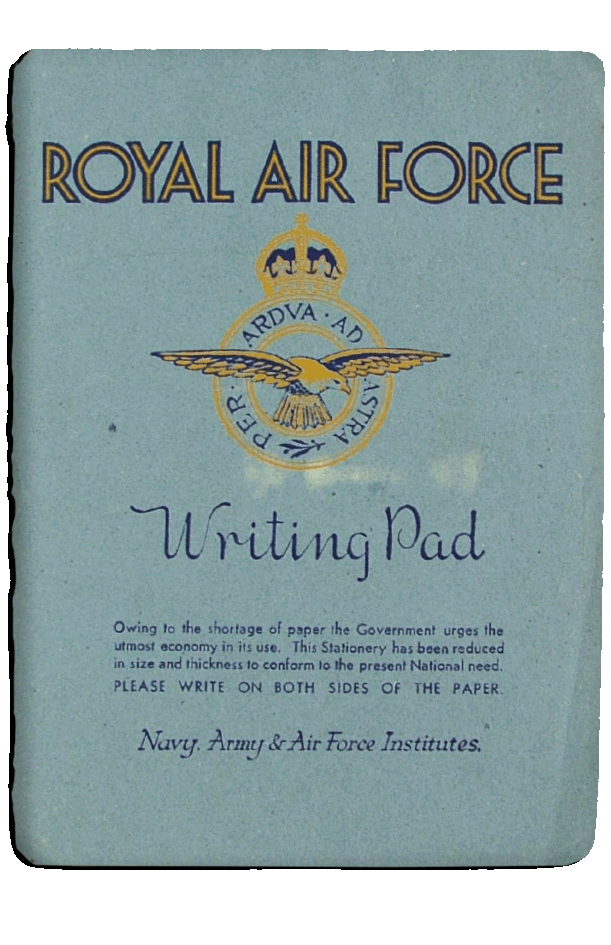 ROYAL AIR FORCE
PER · ARDVA · AD ASTRA
Writing Pad
Owing to the shortage of paper the Government urges the
utmost economy in its use. This Stationery has been reduced
in size and thickness to conform to the present National need.
PLEASE WRITE ON BOTH SIDES OF THE PAPER.
Navy, Army & Air Force Institutes.